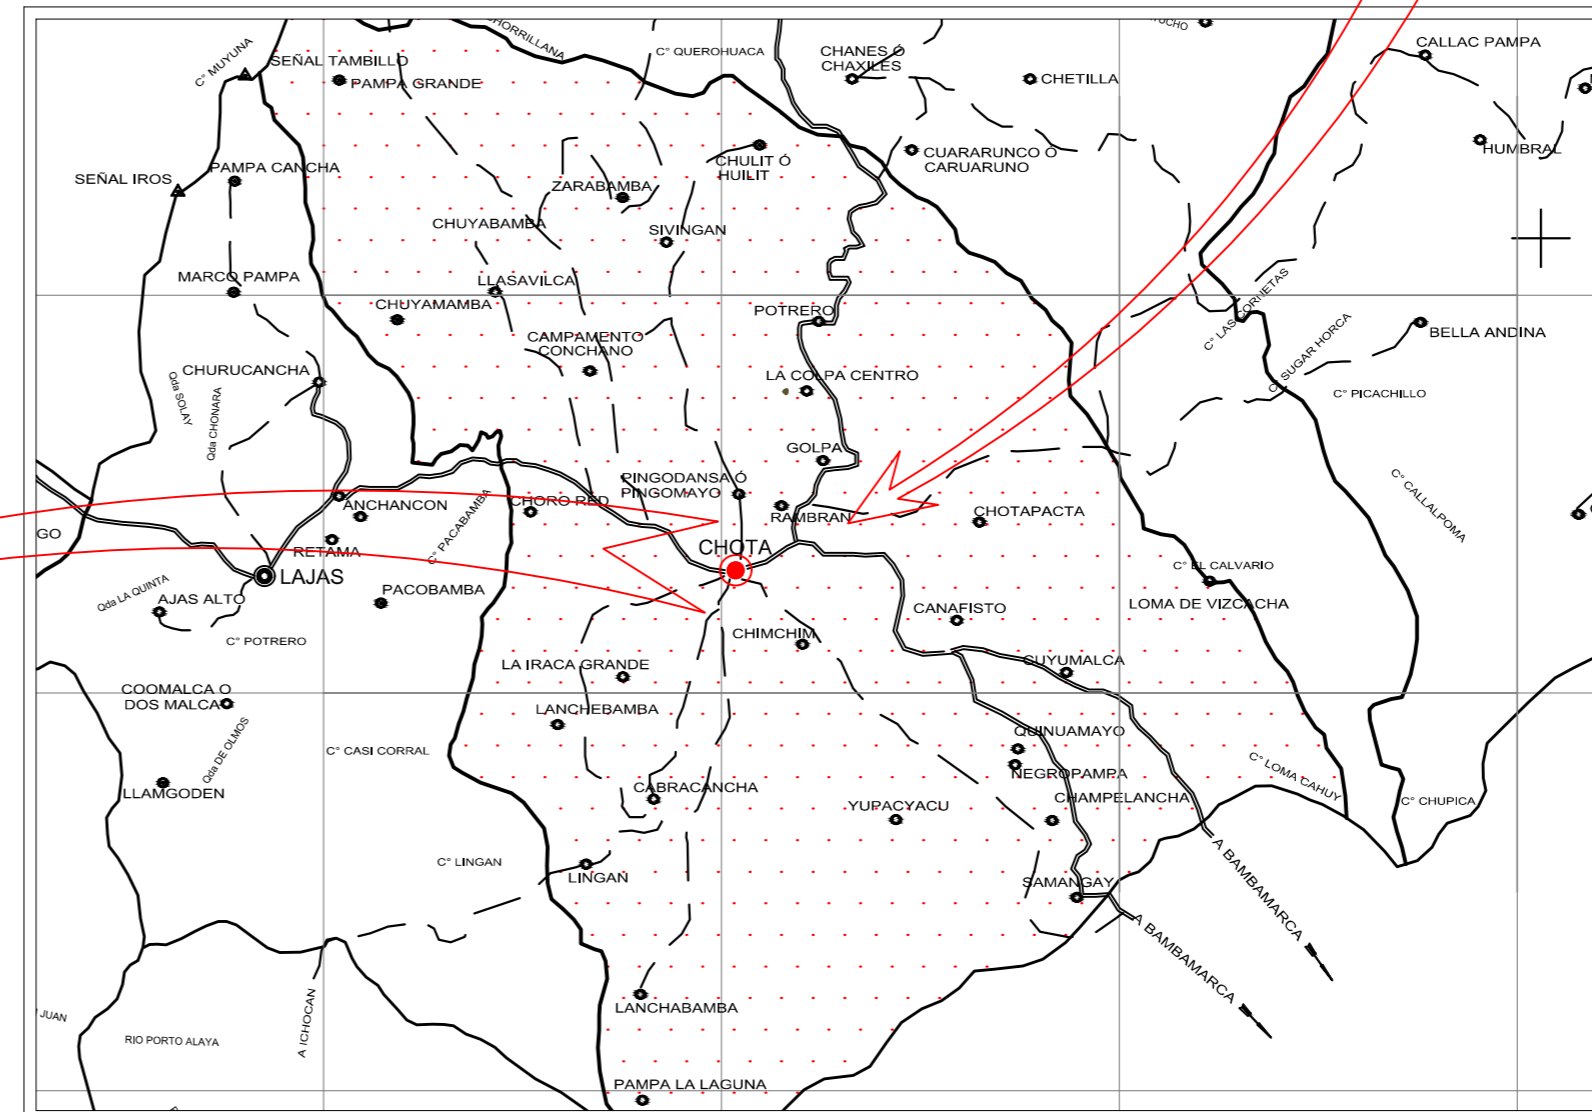 CHORRILLANA
C° QUEROHUACA
CHANES Ó
CHAXILES
CHETILLA
CALLAC PAMPA
C° MUYUNA
SEÑAL TAMBILLO
PAMPA GRANDE
SEÑAL IROS
PAMPA CANCHA
CHULIT Ó
HUILIT
CUARARUNCO O
CARUARUNO
HUMBRAL
ZARABAMBA
CHUYABAMBA
SIVINGAN
MARCO PAMPA
LLASAVILCA
CHUYAMAMBA
POTRERO
C° LAS CORNETAS
C° SUGAR HORCA
BELLA ANDINA
CAMPAMENTO
CONCHANO
CHURUCANCHA
LA COLPA CENTRO
C° PICACHILLO
Qda SOLAY
Qda CHONARA
GOLPA
PINGODANSA Ó
PINGOMAYO
C° CALLALPOMA
ANCHANCON
CHORO RED
RAMBRAN
CHOTAPACTA
GO
RETAMA
C° PACABAMBA
CHOTA
LAJAS
C° EL CALVARIO
Qda LA QUINTA
AJAS ALTO
PACOBAMBA
CANAFISTO
LOMA DE VIZCACHA
C° POTRERO
CHIMCHIM
LA IRACA GRANDE
SUYUMALCA
COOMALCA O
DOS MALCA
LANCHEBAMBA
Qda DE OLMOS
C° CASI CORRAL
QUINUAMAYO
NEGROPAMPA
C° LOMA CAHUY
LLAMGODEN
CABRACANCHA
YUPACYACU
CHAMPELANCHA
C° CHUPICA
C° LINGAN
LINGAN
SAMANGAY
A BAMBAMARCA
A BAMBAMARCA
LANCHABAMBA
JUAN
RIO PORTO ALAYA
A ICHOCAN
PAMPA LA LAGUNA